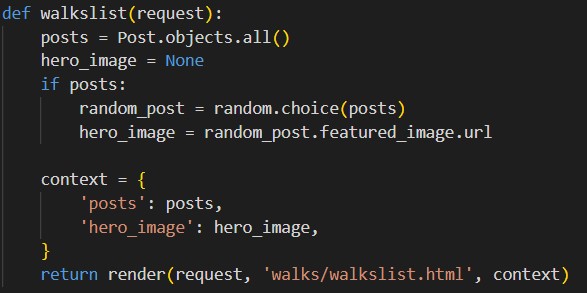 def walkslist(request):
    posts = Post.objects.all()
    hero_image = None
    if posts:
        random_post = random.choice(posts)
        hero_image = random_post.featured_image.url

    context = {
        'posts': posts,
        'hero_image': hero_image,
    }
    return render(request, 'walks/walkslist.html', context)